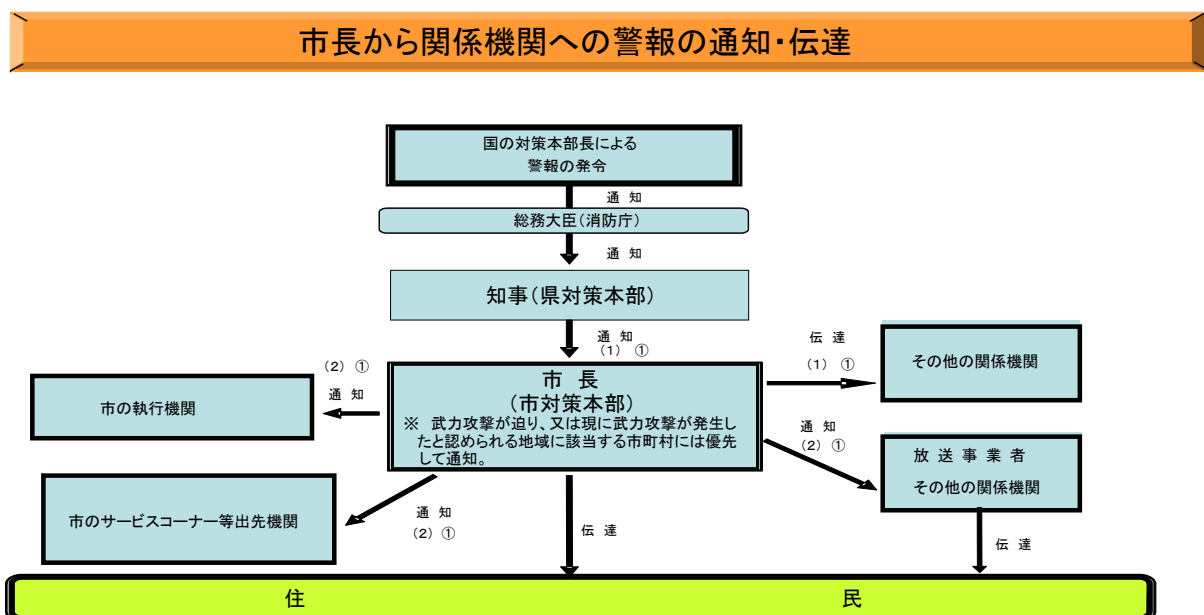 市長から関係機関への警報の通知・伝達
国の対策本部長による
警報の発令
通 知
総務大臣(消防庁)
通 知
知事(県対策本部)
通 知
(1) ①
伝 達
(1) ①
その他の関係機関
(2) ①
通 知
市の執行機関
市 長
(市対策本部)
※ 武力攻撃が迫り、又は現に武力攻撃が発生し
たと認められる地域に該当する市町村には優先
して通知。
通 知
(2) ①
放 送 事 業 者
その他の関係機関
市のサービスコーナー等出先機関
通 知
(2) ①
伝 達
伝 達
住 民